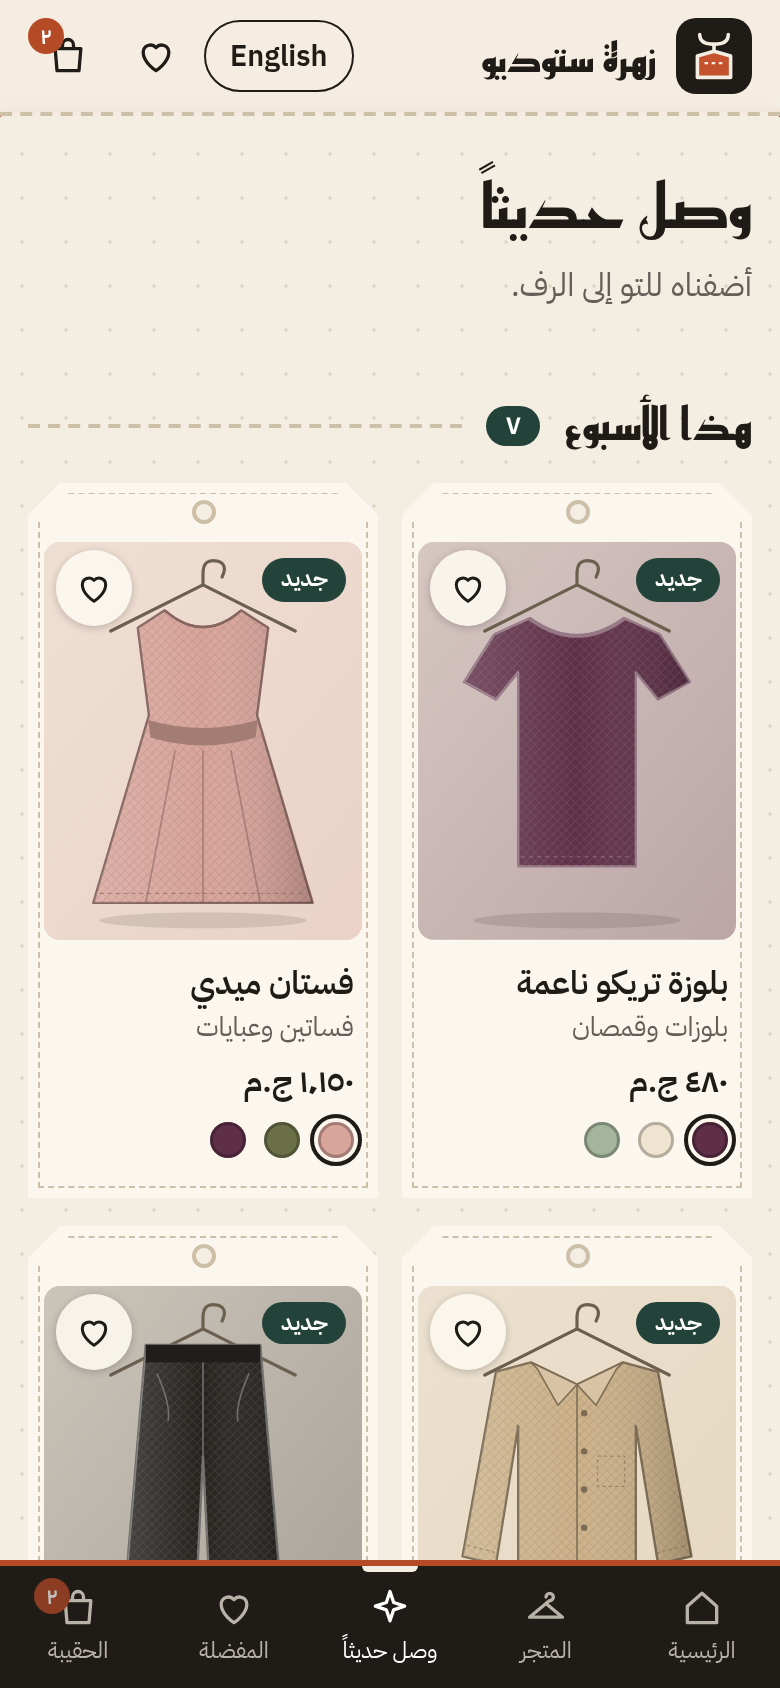 زهرة ستوديو
English
٢
وصل حديثاً
أضفناه للتو إلى الرف.
هذا الأسبوع ٧
جديد
بلوزة تريكو ناعمة
بلوزات وقمصان
٤٨٠ ج.م
جديد
فستان ميدي
فساتين وعبايات
١٬١٥٠ ج.م
جديد
جديد
الرئيسية
المتجر
وصل حديثاً
المفضلة
٢
الحقيبة